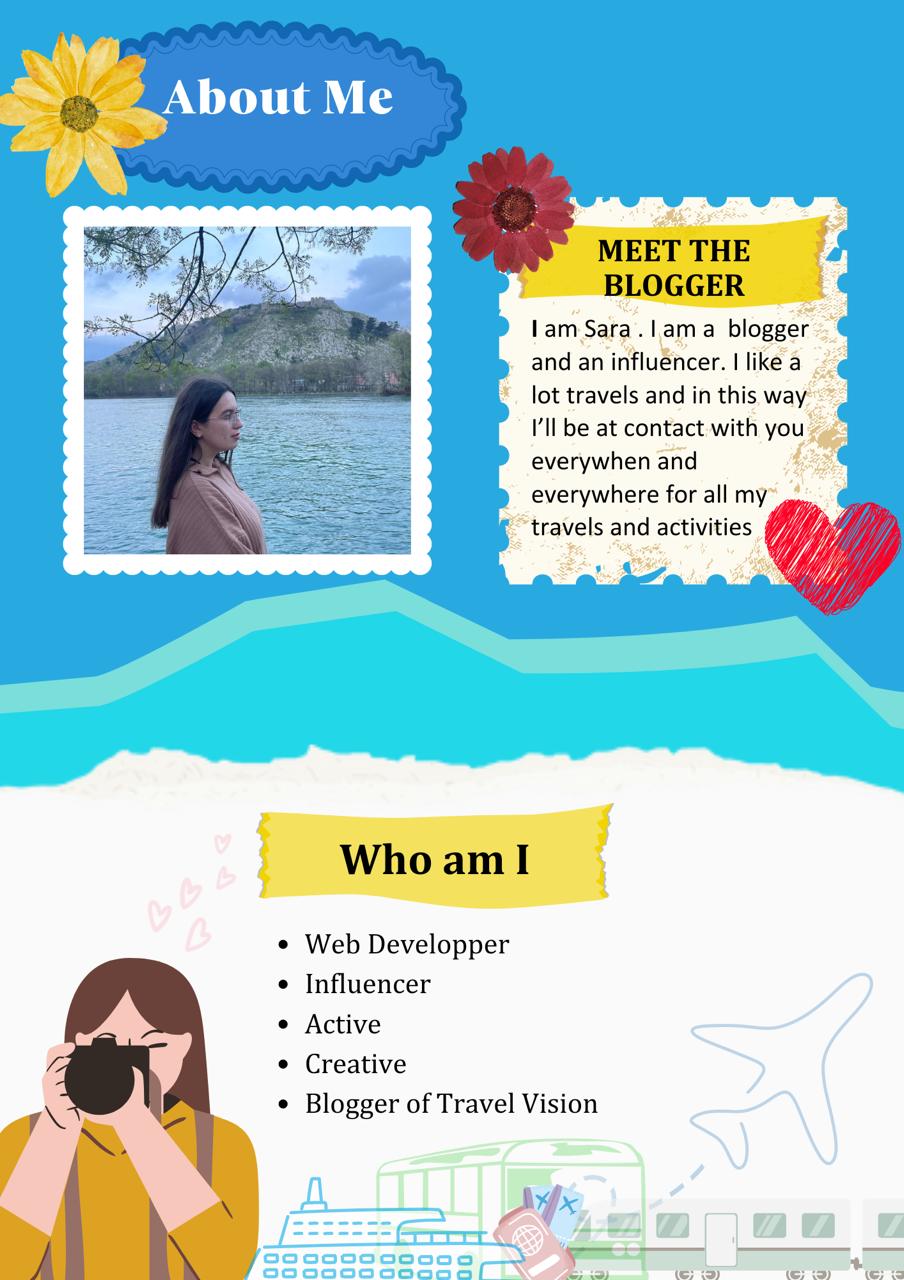 About Me
MEET THE
BLOGGER
I am Sara . I am a  blogger
and an influencer. I like a
lot travels and in this way
I’ll be at contact with you
everywhen and
everywhere for all my
travels and activities
Who am I
• Web Developper
• Influencer
• Active
• Creative
• Blogger of Travel Vision